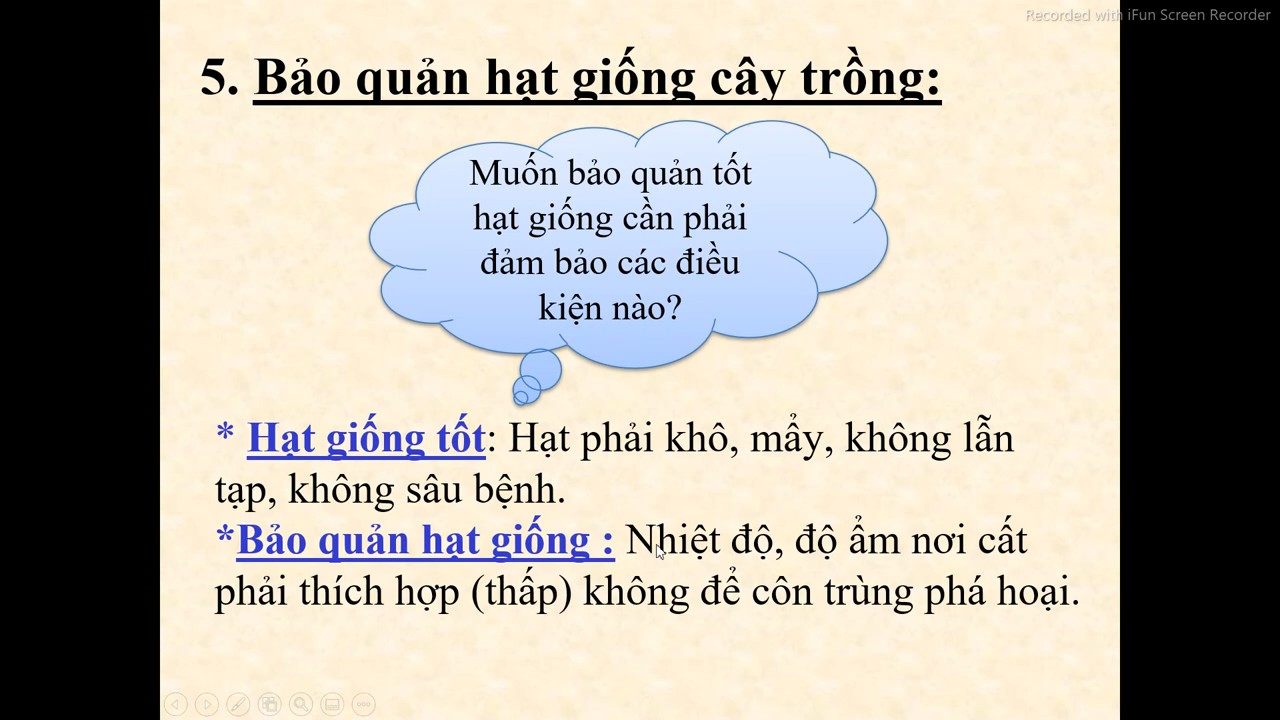 Recorded with iFun Screen Recorder
5. Bảo quản hạt giống cây trồng:
Muốn bảo quản tốt
hạt giống cần phải
đảm bảo các điều
kiện nào?
* Hạt giống tốt: Hạt phải khô, mẩy, không lẫn
tạp, không sâu bệnh.
*Bảo quản hạt giống : Nhiệt độ, độ ẩm nơi cất
phải thích hợp (thấp) không để côn trùng phá hoại.